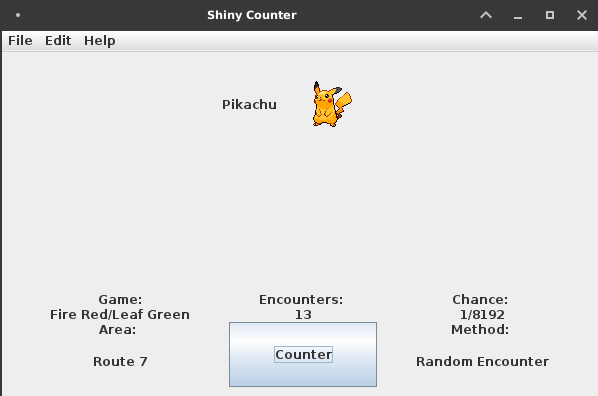 Shiny Counter
File Edit Help
Pikachu
Game:
Fire Red/Leaf Green
Area:
Route 7
Encounters:
13
Counter
Chance:
1/8192
Method:
Random Encounter